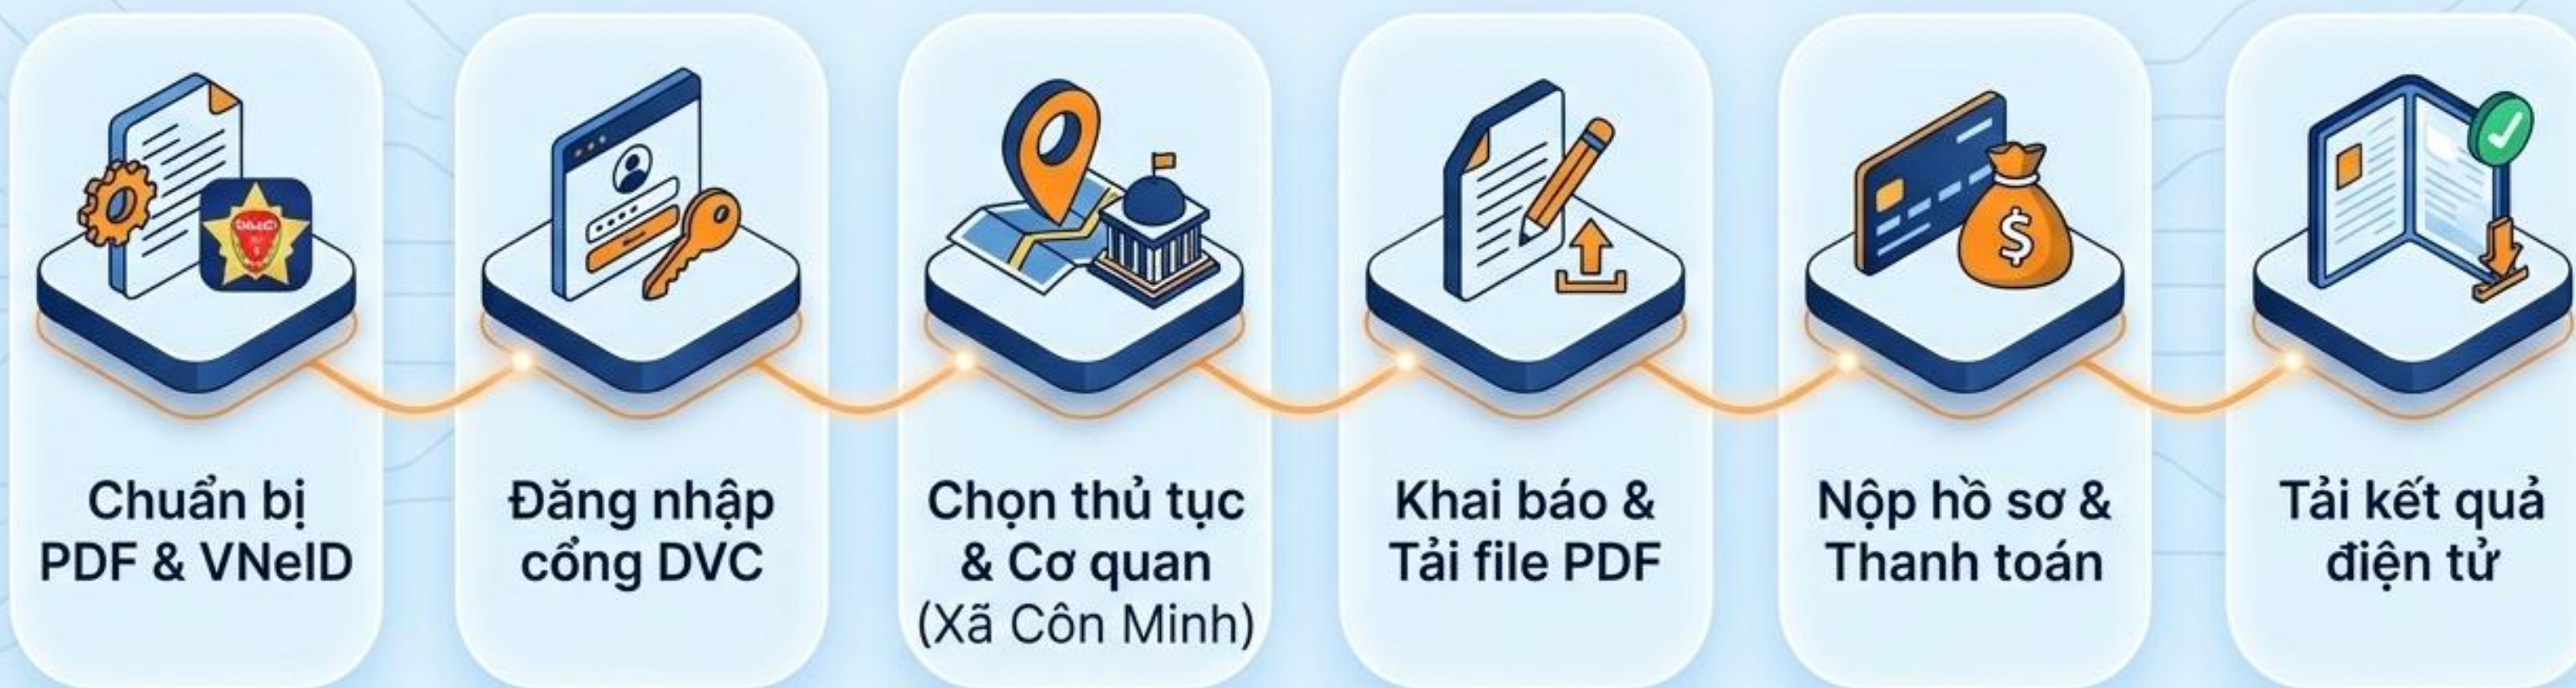 Chuẩn bị
PDF & VNeID
Đăng nhập
cổng DVC
Chọn thủ tục
& Cơ quan
(Xã Côn Minh)
Khai báo &
Tải file PDF
$
Nộp hồ sơ &
Thanh toán
Tải kết quả
điện tử